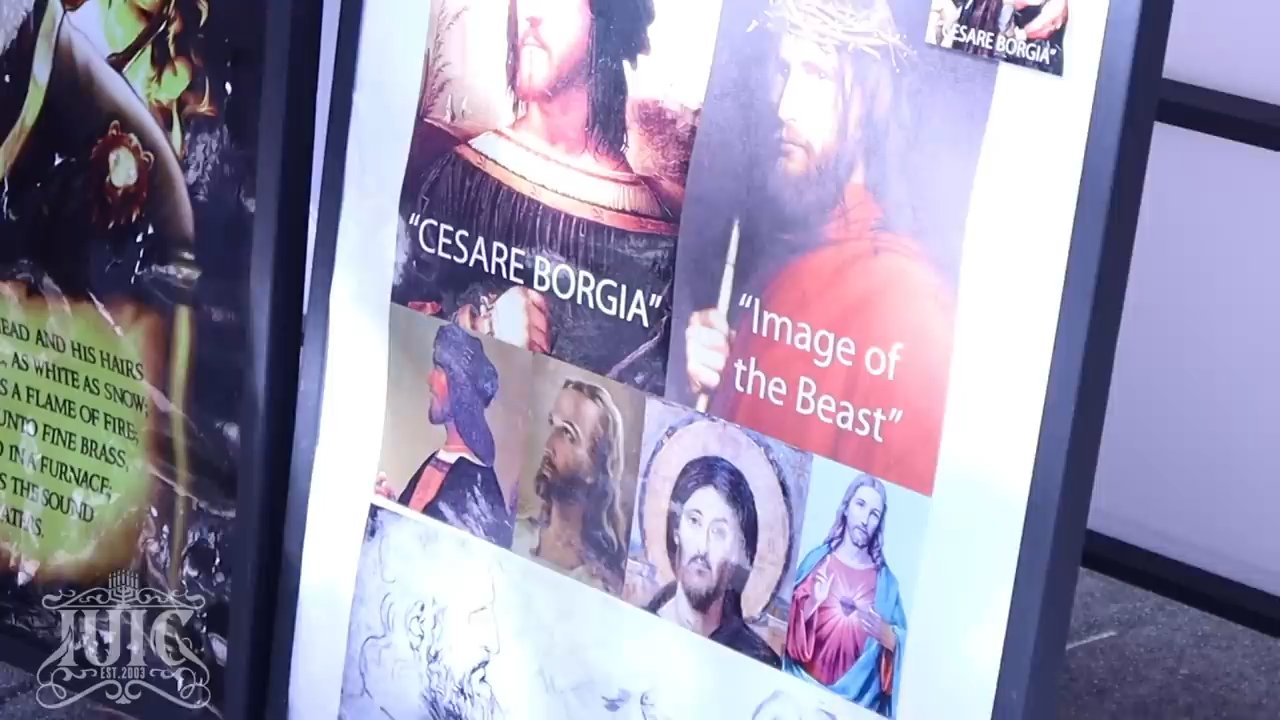 EAD AND HIS HAIRS
AS WHITE AS SNOW;
S A FLAME OF FIRE;
UNTO FINE BRASS,
IN A FURNACE;
S THE SOUND
ATERS.
"CESARE BORGIA"
"Image of
the Beast"
CESARE BORGIA"
IUIC
EST. 2003